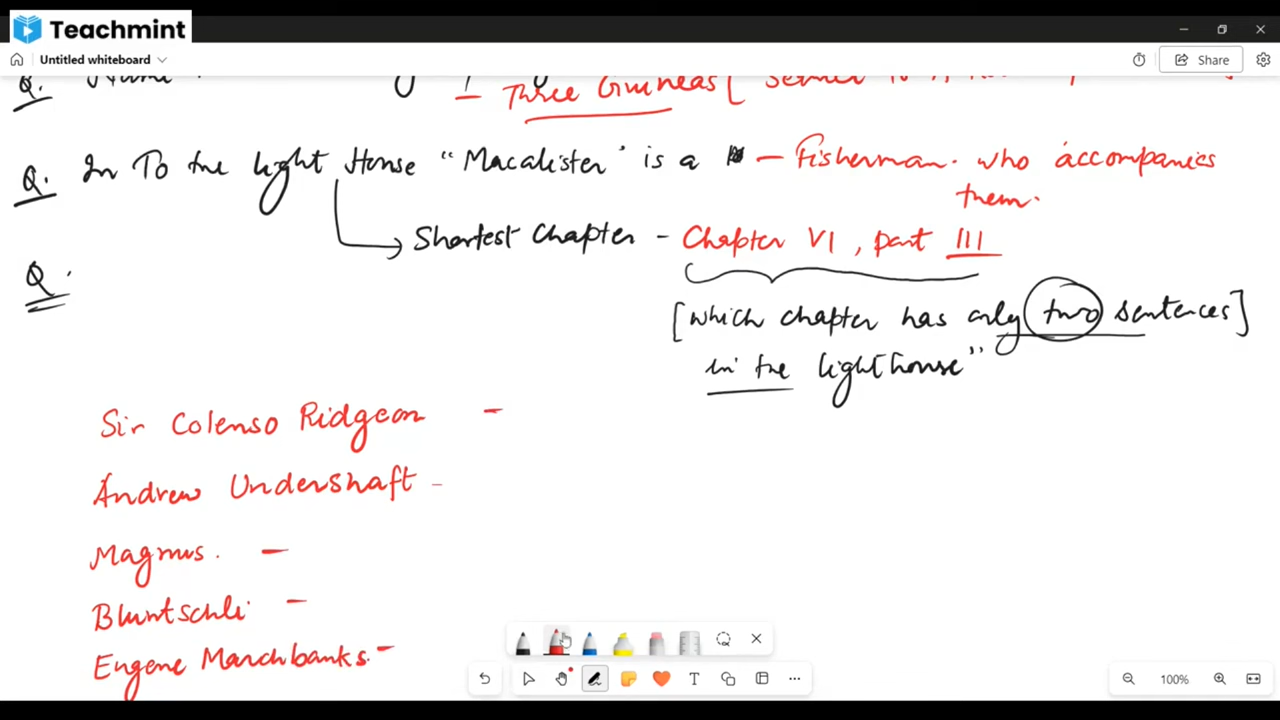 Teachmint
Untitled whiteboard
Share
Q. Name
- Three Guineas [
Q. In To the light House "Macalister" is a - Fisherman. who accompanies
them.
Shortest Chapter - Chapter VI, part III
Q.
[which chapter has only two sentences]
in the lighthouse"
Sir Colenso Ridgeon -
Andrew Undershaft -
Magnus. -
Bluntschli -
Eugene Marchbanks. -
T
100%